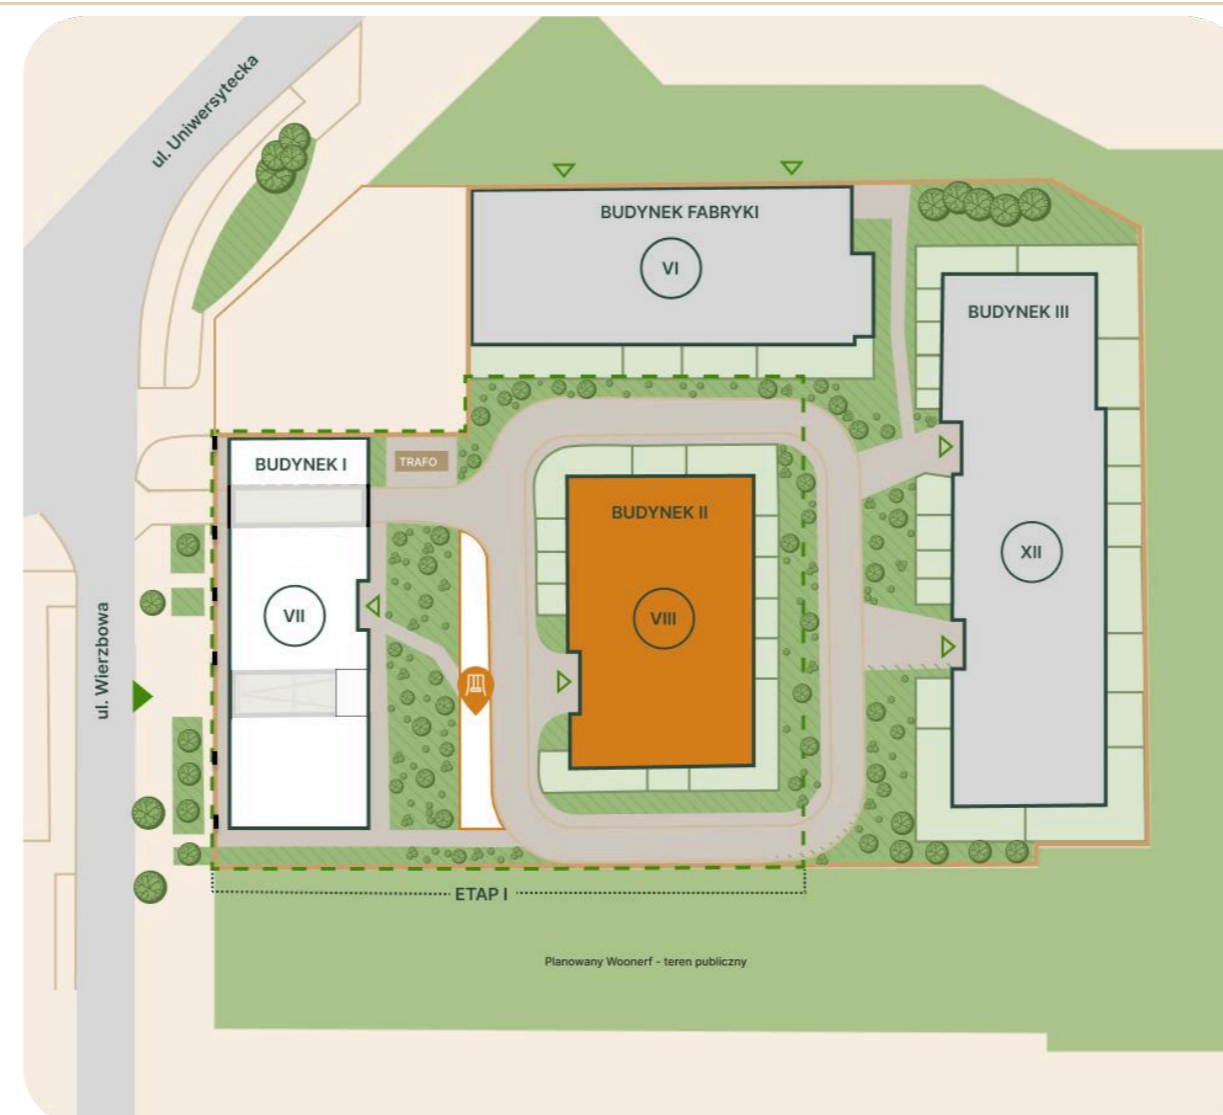 ul. Uniwersytecka
BUDYNEK FABRYKI
VI
BUDYNEK III
BUDYNEK I
TRAFO
BUDYNEK II
XII
VII
VIII
ul. Wierzbowa
ETAP I
Planowany Woonerf - teren publiczny